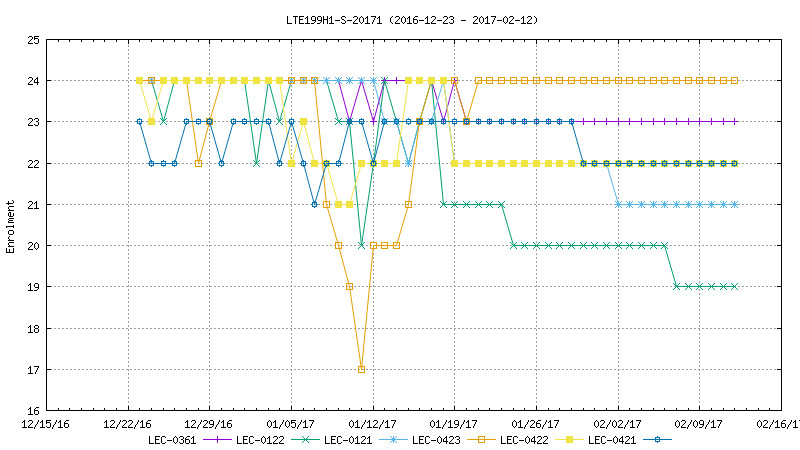 LTE199H1-S-20171 (2016-12-23 - 2017-02-12)
25
24
23
22
21
20
19
18
17
16
Enrolment
12/15/16 12/22/16 12/29/16 01/05/17 01/12/17 01/19/17 01/26/17 02/02/17 02/09/17 02/16/17
LEC-0361 LEC-0122 LEC-0121 LEC-0423 LEC-0422 LEC-0421